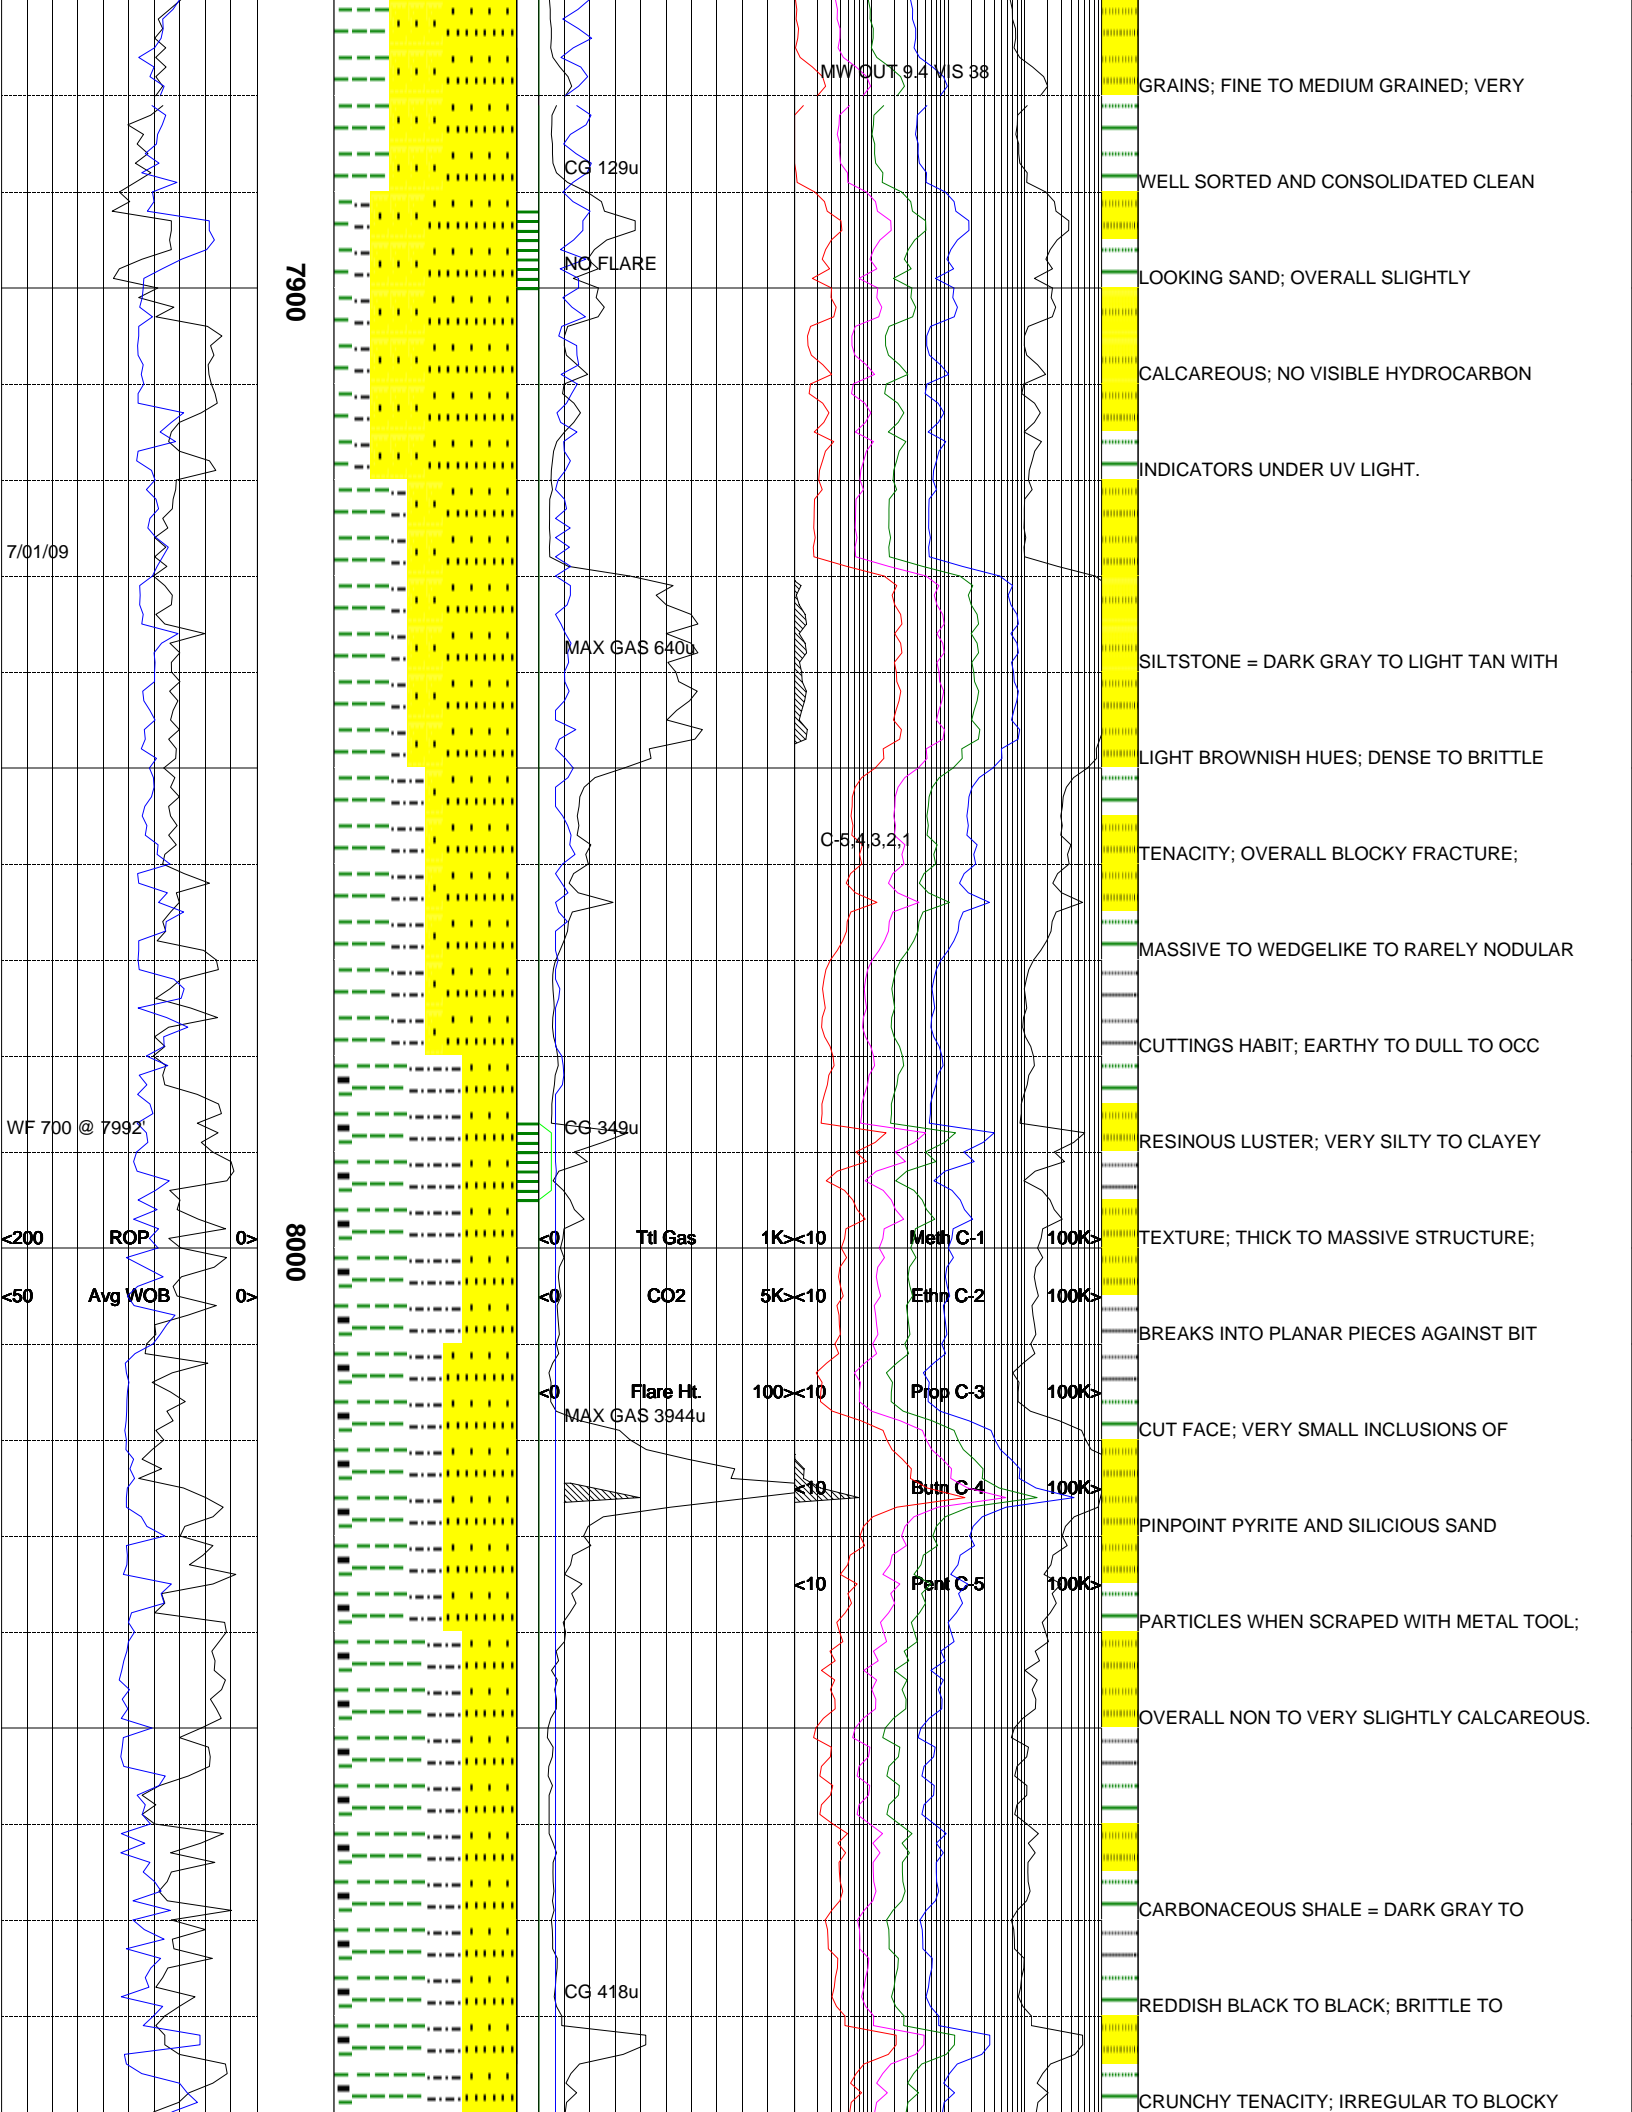 MW OUT 9.4 VIS 38
GRAINS; FINE TO MEDIUM GRAINED; VERY
CG 129u
WELL SORTED AND CONSOLIDATED CLEAN
7900
NO FLARE
LOOKING SAND; OVERALL SLIGHTLY
CALCAREOUS; NO VISIBLE HYDROCARBON
INDICATORS UNDER UV LIGHT.
7/01/09
MAX GAS 640u
SILTSTONE = DARK GRAY TO LIGHT TAN WITH
LIGHT BROWNISH HUES; DENSE TO BRITTLE
C-5,4,3,2,1
TENACITY; OVERALL BLOCKY FRACTURE;
MASSIVE TO WEDGELIKE TO RARELY NODULAR
CUTTINGS HABIT; EARTHY TO DULL TO OCC
WF 700 @ 7992'
CG 349u
RESINOUS LUSTER; VERY SILTY TO CLAYEY
8000
<200 ROP 0>
<0 Ttl Gas 1K>
<10 Meth C-1 100K>
TEXTURE; THICK TO MASSIVE STRUCTURE;
<50 Avg WOB 0>
<0 CO2 5K>
<10 Ethn C-2 100K>
BREAKS INTO PLANAR PIECES AGAINST BIT
<0 Flare Ht. 100>
<10 Prop C-3 100K>
MAX GAS 3944u
CUT FACE; VERY SMALL INCLUSIONS OF
<10 Butn C-4 100K>
PINPOINT PYRITE AND SILICIOUS SAND
<10 Pent C-5 100K>
PARTICLES WHEN SCRAPED WITH METAL TOOL;
OVERALL NON TO VERY SLIGHTLY CALCAREOUS.
CARBONACEOUS SHALE = DARK GRAY TO
CG 418u
REDDISH BLACK TO BLACK; BRITTLE TO
CRUNCHY TENACITY; IRREGULAR TO BLOCKY